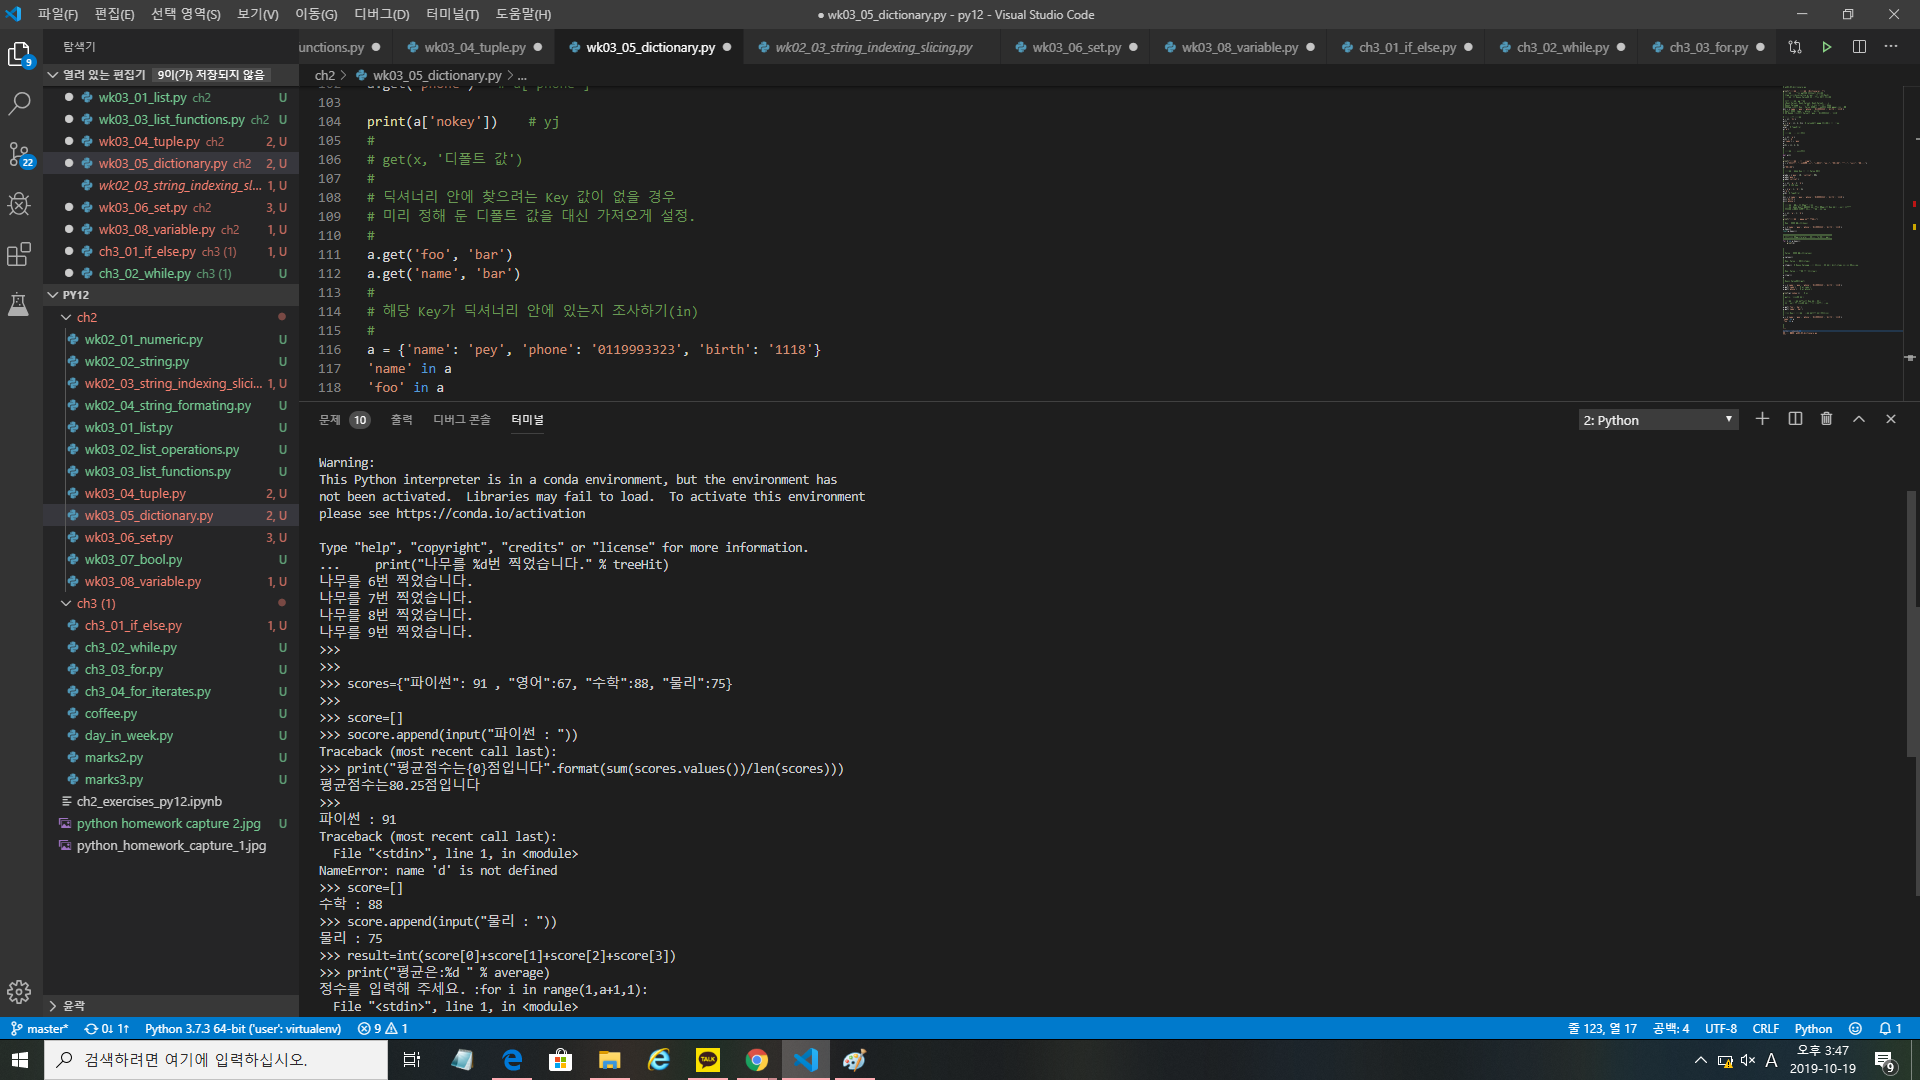 파일(F) 편집(E) 선택 영역(S) 보기(V) 이동(G) 디버그(D) 터미널(T) 도움말(H)
● wk03_05_dictionary.py - py12 - Visual Studio Code
탐색기
unctions.py ● wk03_04_tuple.py ● wk03_05_dictionary.py ● wk02_03_string_indexing_slicing.py wk03_06_set.py ● wk03_08_variable.py ● ch3_01_if_else.py ● ch3_02_while.py ● ch3_03_for.py ●
9
22
열려 있는 편집기 9이(가) 저장되지 않음
● wk03_01_list.py ch2 U
● wk03_03_list_functions.py ch2 U
● wk03_04_tuple.py ch2 2, U
● wk03_05_dictionary.py ch2 2, U
wk02_03_string_indexing_sl... 1, U
● wk03_06_set.py ch2 3, U
● wk03_08_variable.py ch2 1, U
● ch3_01_if_else.py ch3 (1) 1, U
● ch3_02_while.py ch3 (1) U
PY12
ch2
wk02_01_numeric.py U
wk02_02_string.py U
wk02_03_string_indexing_slici... 1, U
wk02_04_string_formating.py U
wk03_01_list.py U
wk03_02_list_operations.py U
wk03_03_list_functions.py U
wk03_04_tuple.py 2, U
wk03_05_dictionary.py 2, U
wk03_06_set.py 3, U
wk03_07_bool.py U
wk03_08_variable.py 1, U
ch3 (1)
ch3_01_if_else.py 1, U
ch3_02_while.py U
ch3_03_for.py U
ch3_04_for_iterates.py U
coffee.py U
day_in_week.py U
marks2.py U
marks3.py U
ch2_exercises_py12.ipynb
python homework capture 2.jpg U
python_homework_capture_1.jpg
윤곽
ch2 > wk03_05_dictionary.py > ...
102 a.get('phone') # a['phone']
103
104 print(a['nokey']) # yj
105 #
106 # get(x, '디폴트 값')
107 #
108 # 딕셔너리 안에 찾으려는 Key 값이 없을 경우
109 # 미리 정해 둔 디폴트 값을 대신 가져오게 설정.
110 #
111 a.get('foo', 'bar')
112 a.get('name', 'bar')
113 #
114 # 해당 Key가 딕셔너리 안에 있는지 조사하기(in)
115 #
116 a = {'name': 'pey', 'phone': '0119993323', 'birth': '1118'}
117 'name' in a
118 'foo' in a
문제 10 출력 디버그 콘솔 터미널
2: Python
Warning:
This Python interpreter is in a conda environment, but the environment has
not been activated.  Libraries may fail to load.  To activate this environment
please see https://conda.io/activation
Type "help", "copyright", "credits" or "license" for more information.
...     print("나무를 %d번 찍었습니다." % treeHit)
나무를 6번 찍었습니다.
나무를 7번 찍었습니다.
나무를 8번 찍었습니다.
나무를 9번 찍었습니다.
>>>
>>>
>>> scores={"파이썬": 91 , "영어":67, "수학":88, "물리":75}
>>>
>>> score=[]
>>> socore.append(input("파이썬 : "))
Traceback (most recent call last):
>>> print("평균점수는{0}점입니다".format(sum(scores.values())/len(scores)))
평균점수는80.25점입니다
>>>
파이썬 : 91
Traceback (most recent call last):
  File "<stdin>", line 1, in <module>
NameError: name 'd' is not defined
>>> score=[]
수학 : 88
>>> score.append(input("물리 : "))
물리 : 75
>>> result=int(score[0]+score[1]+score[2]+score[3])
>>> print("평균은:%d " % average)
정수를 입력해 주세요. :for i in range(1,a+1,1):
  File "<stdin>", line 1, in <module>
master* 0↓ 1↑ Python 3.7.3 64-bit ('user': virtualenv) 9 1
줄 123, 열 17 공백: 4 UTF-8 CRLF Python 1
검색하려면 여기에 입력하십시오.
TALK
A
오후 3:47
2019-10-19
9